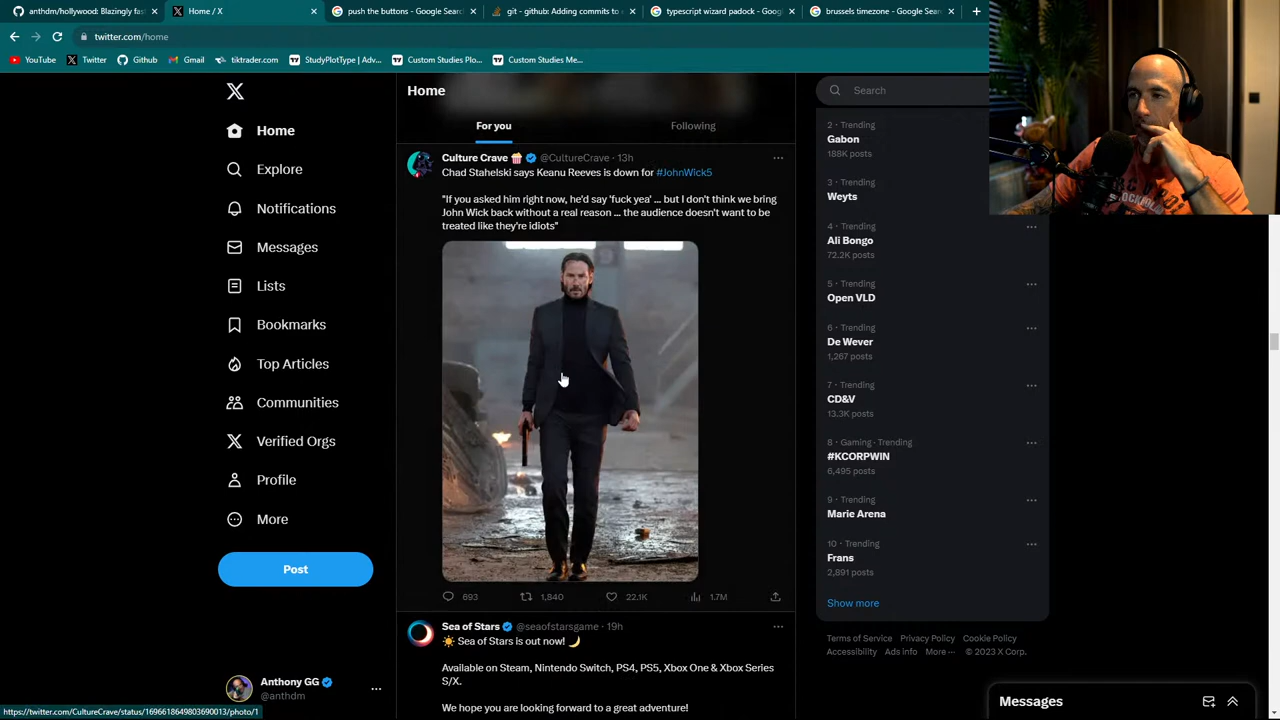 anthdm/hollywood: Blazingly fas
Home / X
push the buttons - Google Searc
git - github: Adding commits to e
typescript wizard padock - Goog
brussels timezone - Google Sear
twitter.com/home
YouTube
Twitter
Github
Gmail
tiktrader.com
StudyPlotType | Adv...
Custom Studies Plo...
Custom Studies Me...
Home
Explore
Notifications
Messages
Lists
Bookmarks
Top Articles
Communities
Verified Orgs
Profile
More
Post
Anthony GG
@anthdm
https://twitter.com/CultureCrave/status/1696618649803690013/photo/1
Home
For you
Following
Culture Crave @CultureCrave · 13h
Chad Stahelski says Keanu Reeves is down for #JohnWick5
"If you asked him right now, he'd say 'fuck yea' ... but I don't think we bring
John Wick back without a real reason ... the audience doesn't want to be
treated like they're idiots"
693
1,840
22.1K
1.7M
Sea of Stars @seaofstarsgame · 19h
Sea of Stars is out now!
Available on Steam, Nintendo Switch, PS4, PS5, Xbox One & Xbox Series
S/X.
We hope you are looking forward to a great adventure!
Search
2 · Trending
Gabon
188K posts
3 · Trending
Weyts
4 · Trending
Ali Bongo
72.2K posts
5 · Trending
Open VLD
6 · Trending
De Wever
1,267 posts
7 · Trending
CD&V
13.3K posts
8 · Gaming · Trending
#KCORPWIN
6,495 posts
9 · Trending
Marie Arena
10 · Trending
Frans
2,891 posts
Show more
Terms of Service Privacy Policy Cookie Policy
Accessibility Ads info More ... © 2023 X Corp.
Messages